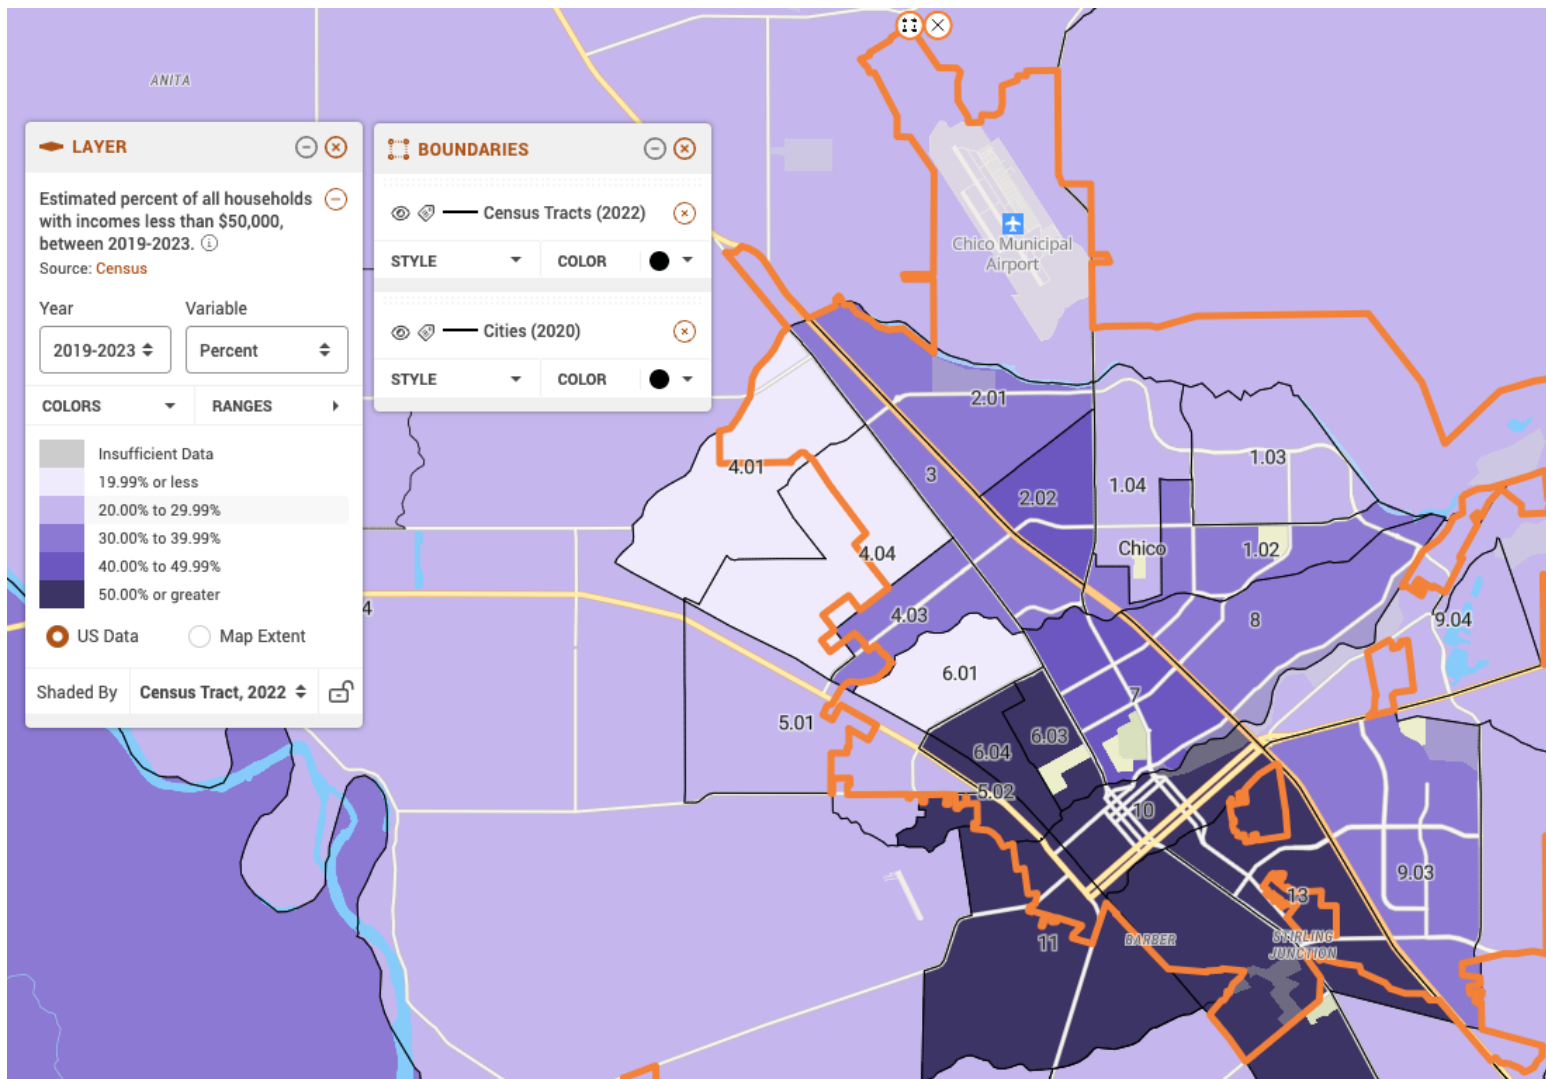 ANITA
LAYER
Estimated percent of all households
with incomes less than $50,000,
between 2019-2023.
Source: Census
Year
Variable
2019-2023
Percent
COLORS
RANGES
Insufficient Data
19.99% or less
20.00% to 29.99%
30.00% to 39.99%
40.00% to 49.99%
50.00% or greater
US Data
Map Extent
Shaded By
Census Tract, 2022
BOUNDARIES
Census Tracts (2022)
STYLE
COLOR
Cities (2020)
STYLE
COLOR
Chico Municipal
Airport
2.01
4.01
3
2.02
1.04
1.03
4.04
Chico
1.02
4
4.03
8
9.04
6.01
7
5.01
6.04
6.03
5.02
10
9.03
13
11
BARBER
STIRLING
JUNCTION